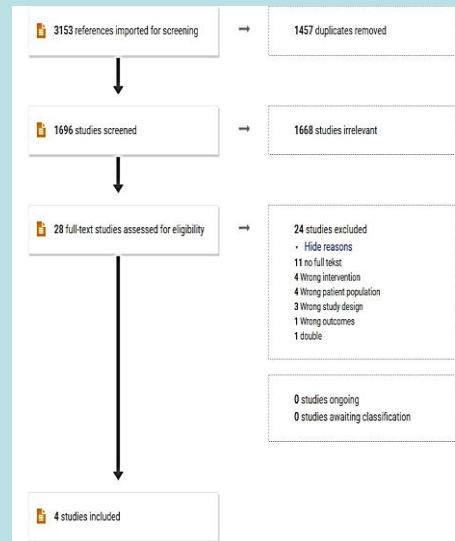 3153 references imported for screening
1457 duplicates removed
1696 studies screened
1668 studies irrelevant
28 full-text studies assessed for eligibility
24 studies excluded
Hide reasons
11 no full tekst
4 Wrong intervention
4 Wrong patient population
3 Wrong study design
1 Wrong outcomes
1 double
0 studies ongoing
0 studies awaiting classification
4 studies included